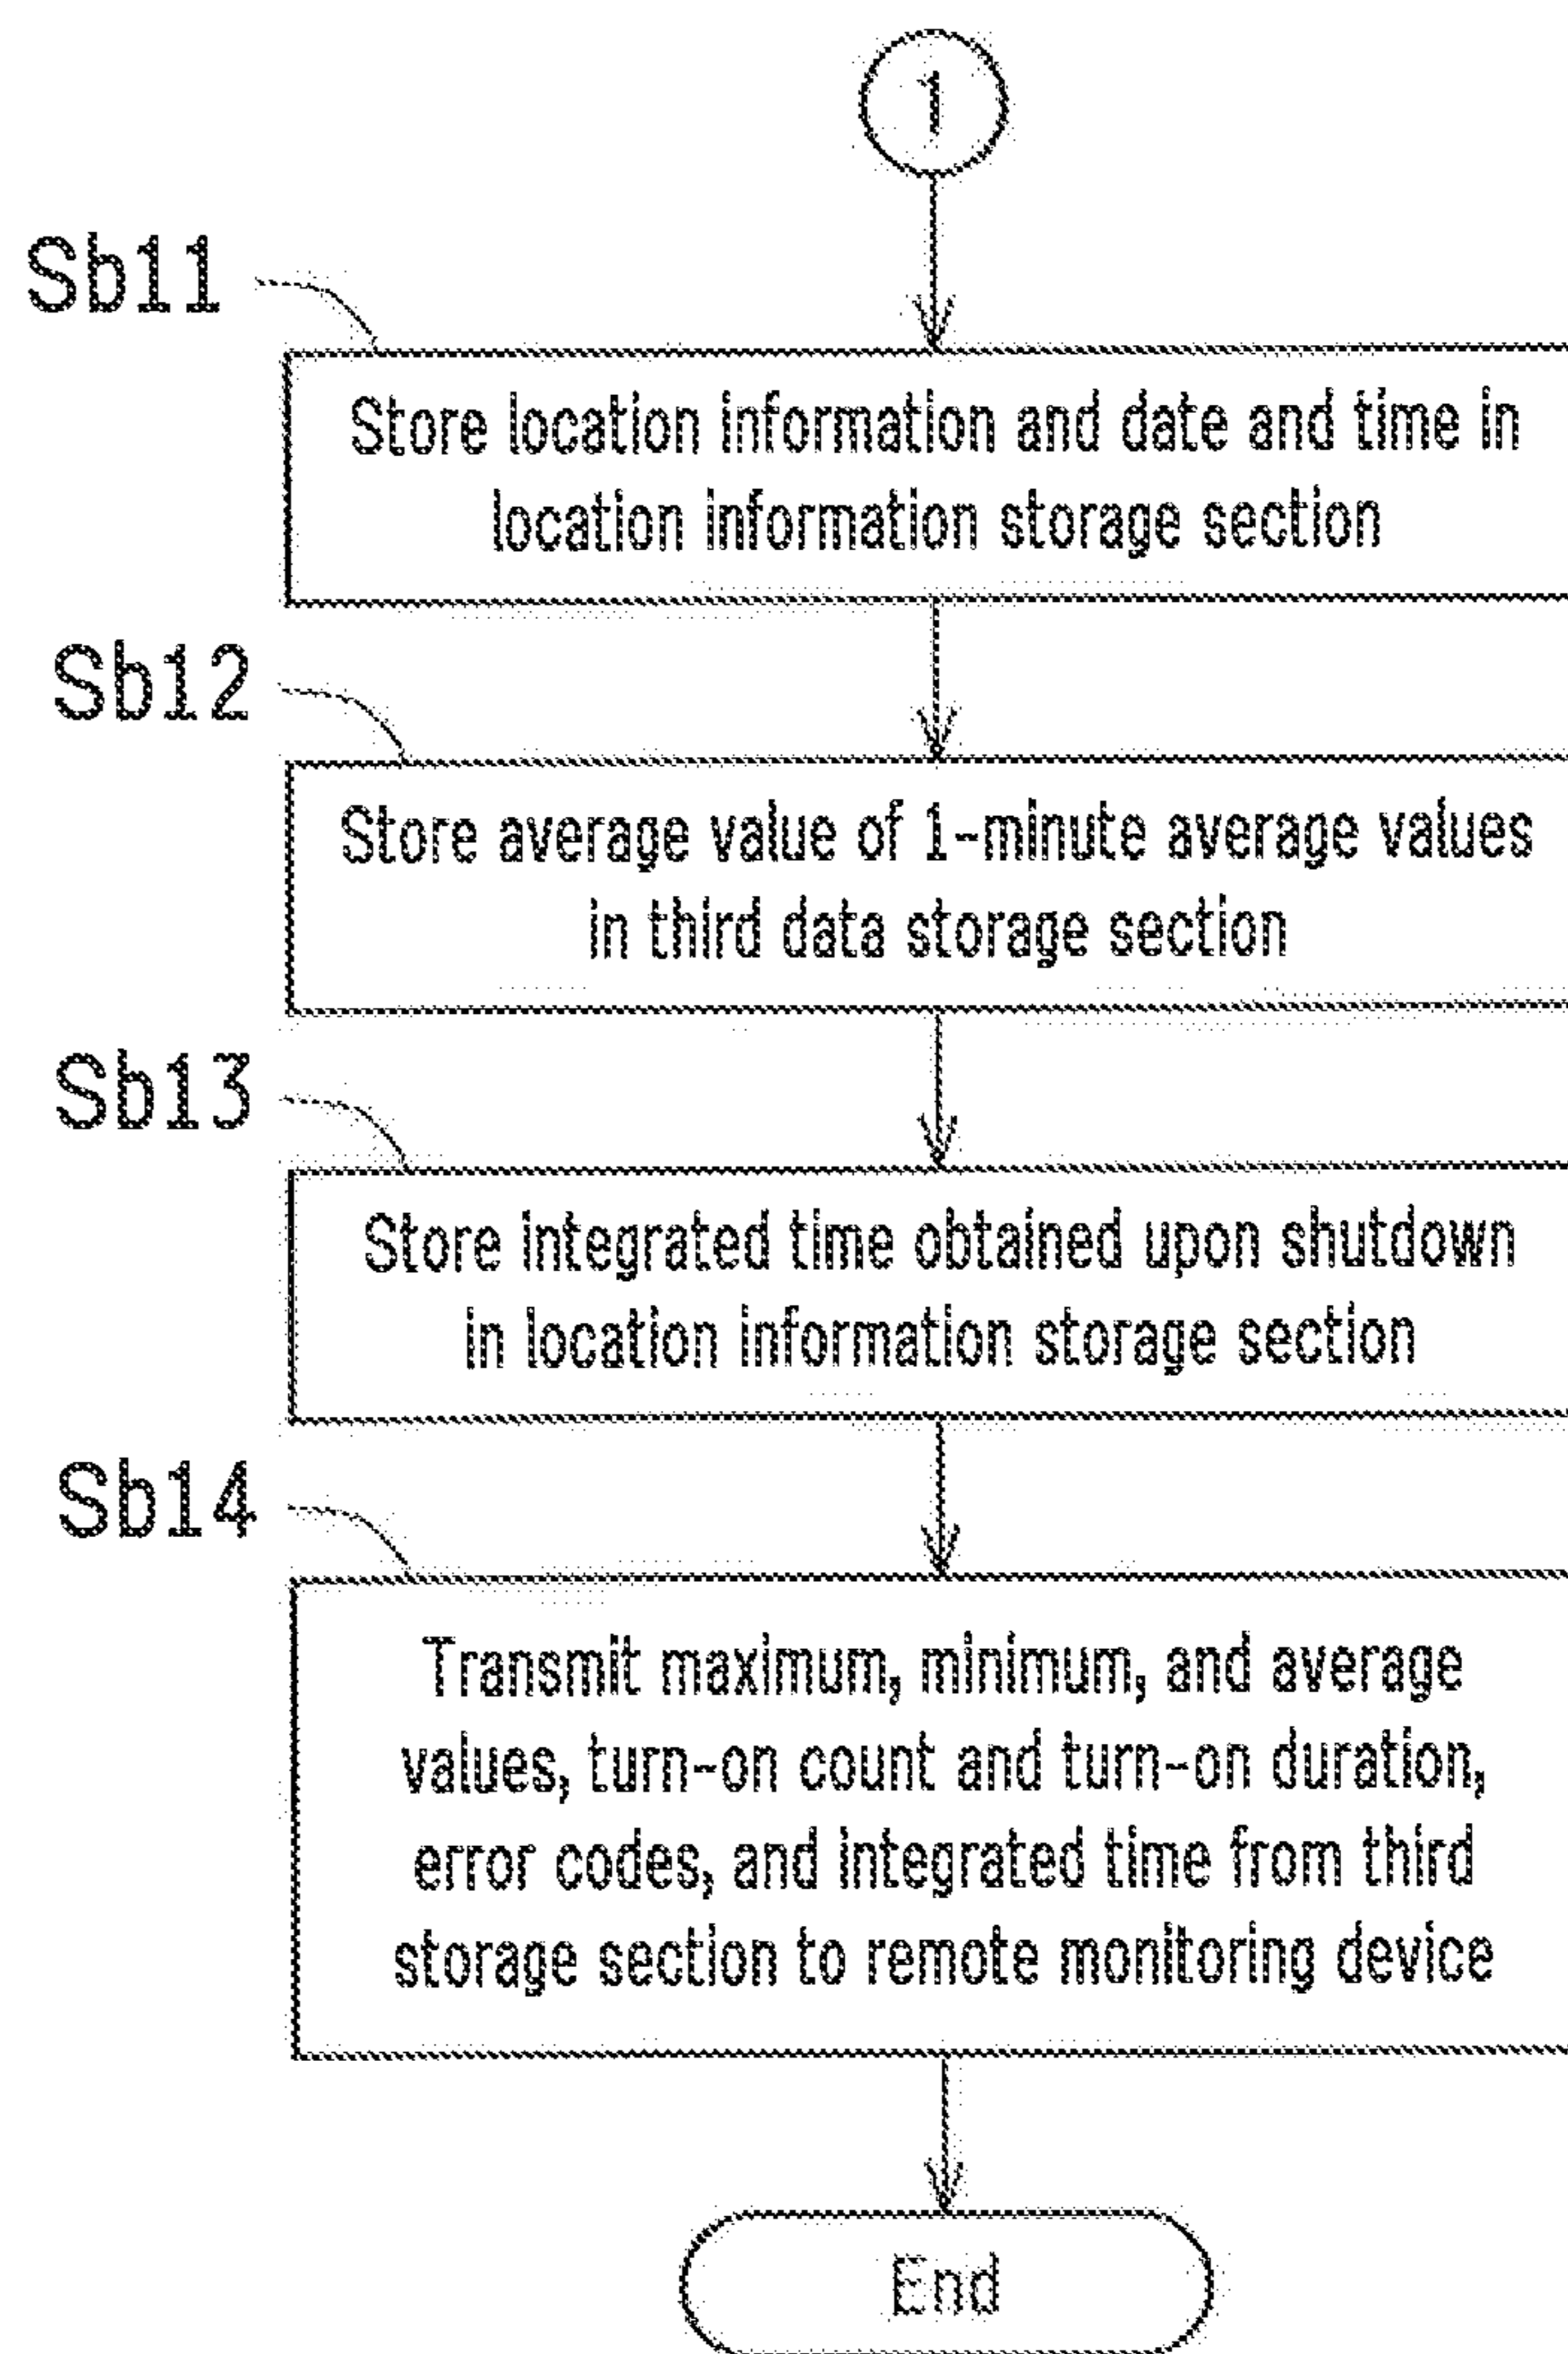 1
Sb11
Store location information and date and time in
location information storage section
Sb12
Store average value of 1-minute average values
in third data storage section
Sb13
Store integrated time obtained upon shutdown
in location information storage section
Sb14
Transmit maximum, minimum, and average
values, turn-on count and turn-on duration,
error codes, and integrated time from third
storage section to remote monitoring device
End